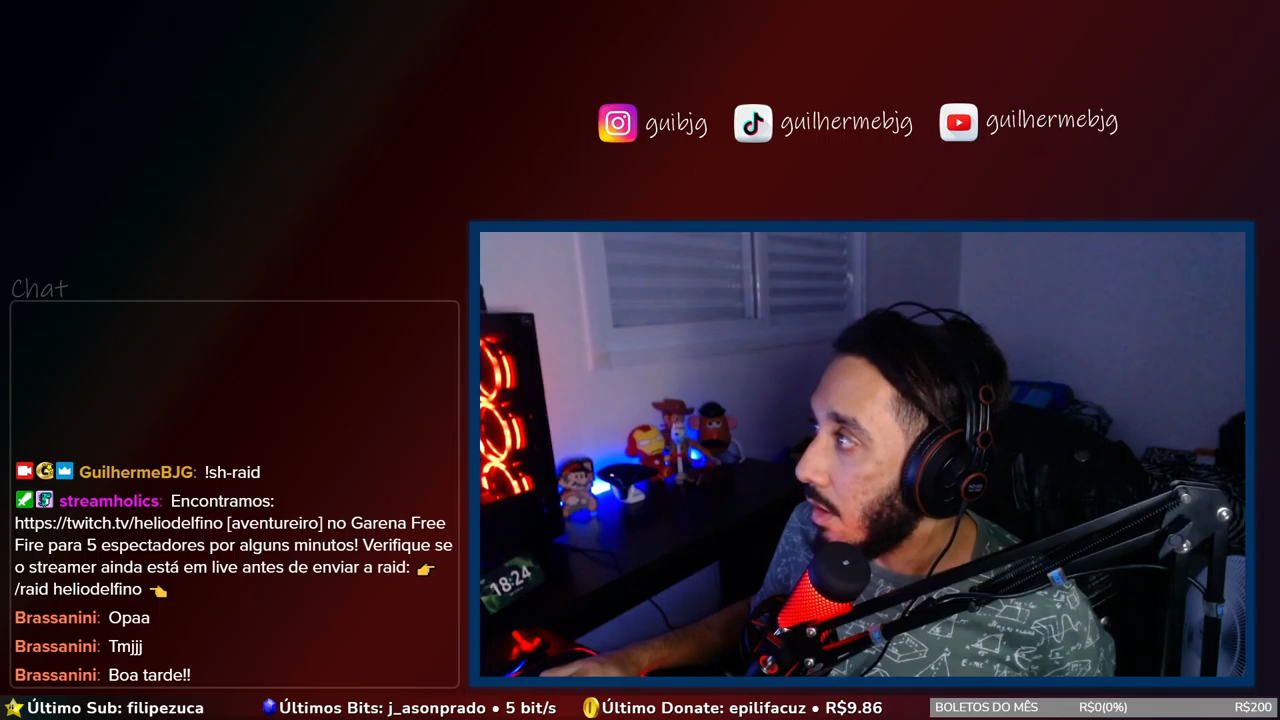 guibjg guilhermebjg guilhermebjg
Chat
GuilhermeBJG: !sh-raid
streamholics: Encontramos:
https://twitch.tv/heliodelfino [aventureiro] no Garena Free
Fire para 5 espectadores por alguns minutos! Verifique se
o streamer ainda está em live antes de enviar a raid: 👉
/raid heliodelfino 👈
Brassanini: Opaa
Brassanini: Tmjjj
Brassanini: Boa tarde!!
18:24
Último Sub: filipezuca
Últimos Bits: j_asonprado • 5 bit/s
Último Donate: epilifacuz • R$9.86
BOLETOS DO MÊS R$0(0%) R$200